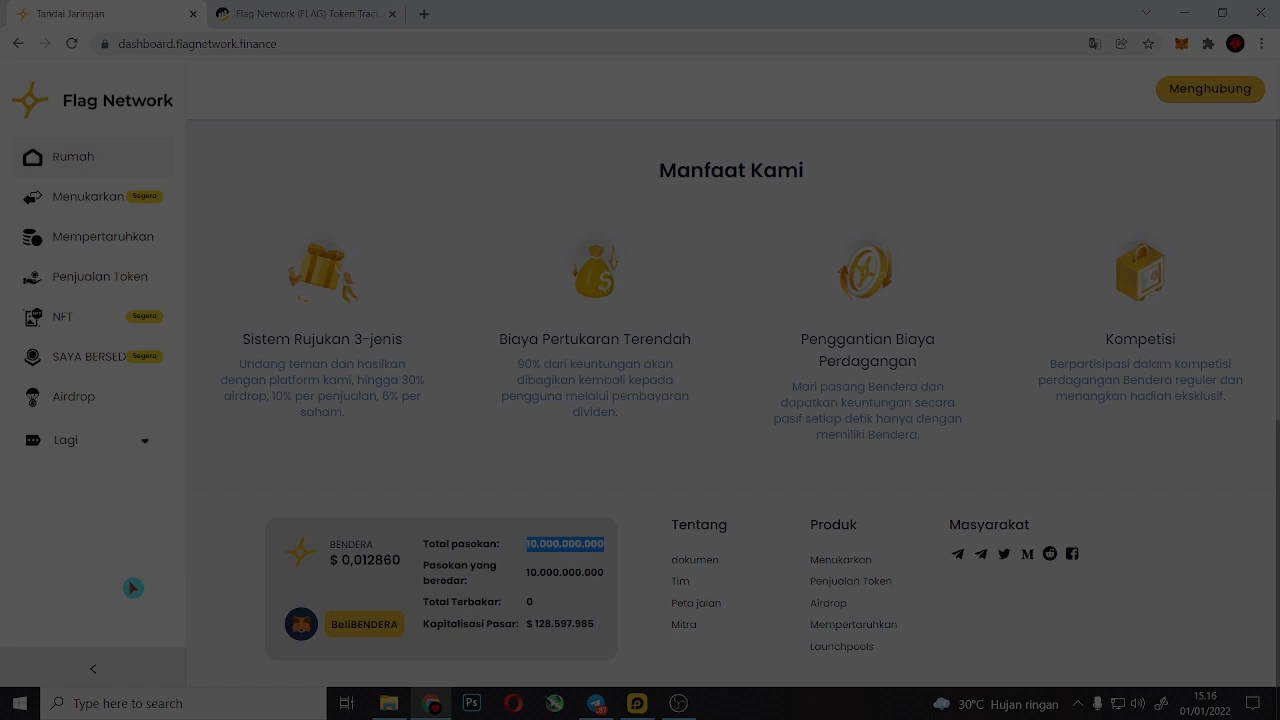 Tandai Jaringan
Flag Network (FLAG) Token Track
dashboard.flagnetwork.finance
Flag Network
Menghubung
Rumah
Menukarkan Segera
Mempertaruhkan
Penjualan Token
NFT Segera
SAYA BERSED Segera
Airdrop
Lagi
Manfaat Kami
Sistem Rujukan 3-jenis
Undang teman dan hasilkan
dengan platform kami, hingga 30%
airdrop, 10% per penjualan, 6% per
saham.
Biaya Pertukaran Terendah
90% dari keuntungan akan
dibagikan kembali kepada
pengguna melalui pembayaran
dividen.
Penggantian Biaya
Perdagangan
Mari pasang Bendera dan
dapatkan keuntungan secara
pasif setiap detik hanya dengan
memiliki Bendera.
Kompetisi
Berpartisipasi dalam kompetisi
perdagangan Bendera reguler dan
menangkan hadiah eksklusif.
BENDERA
$ 0,012860
BeliBENDERA
Total pasokan: 10.000.000.000
Pasokan yang
beredar: 10.000.000.000
Total Terbakar: 0
Kapitalisasi Pasar: $ 128.597.985
Tentang
dokumen
Tim
Peta jalan
Mitra
Produk
Menukarkan
Penjualan Token
Airdrop
Mempertaruhkan
Launchpools
Masyarakat
Type here to search
Ps
87
30°C Hujan ringan
15.16
01/01/2022